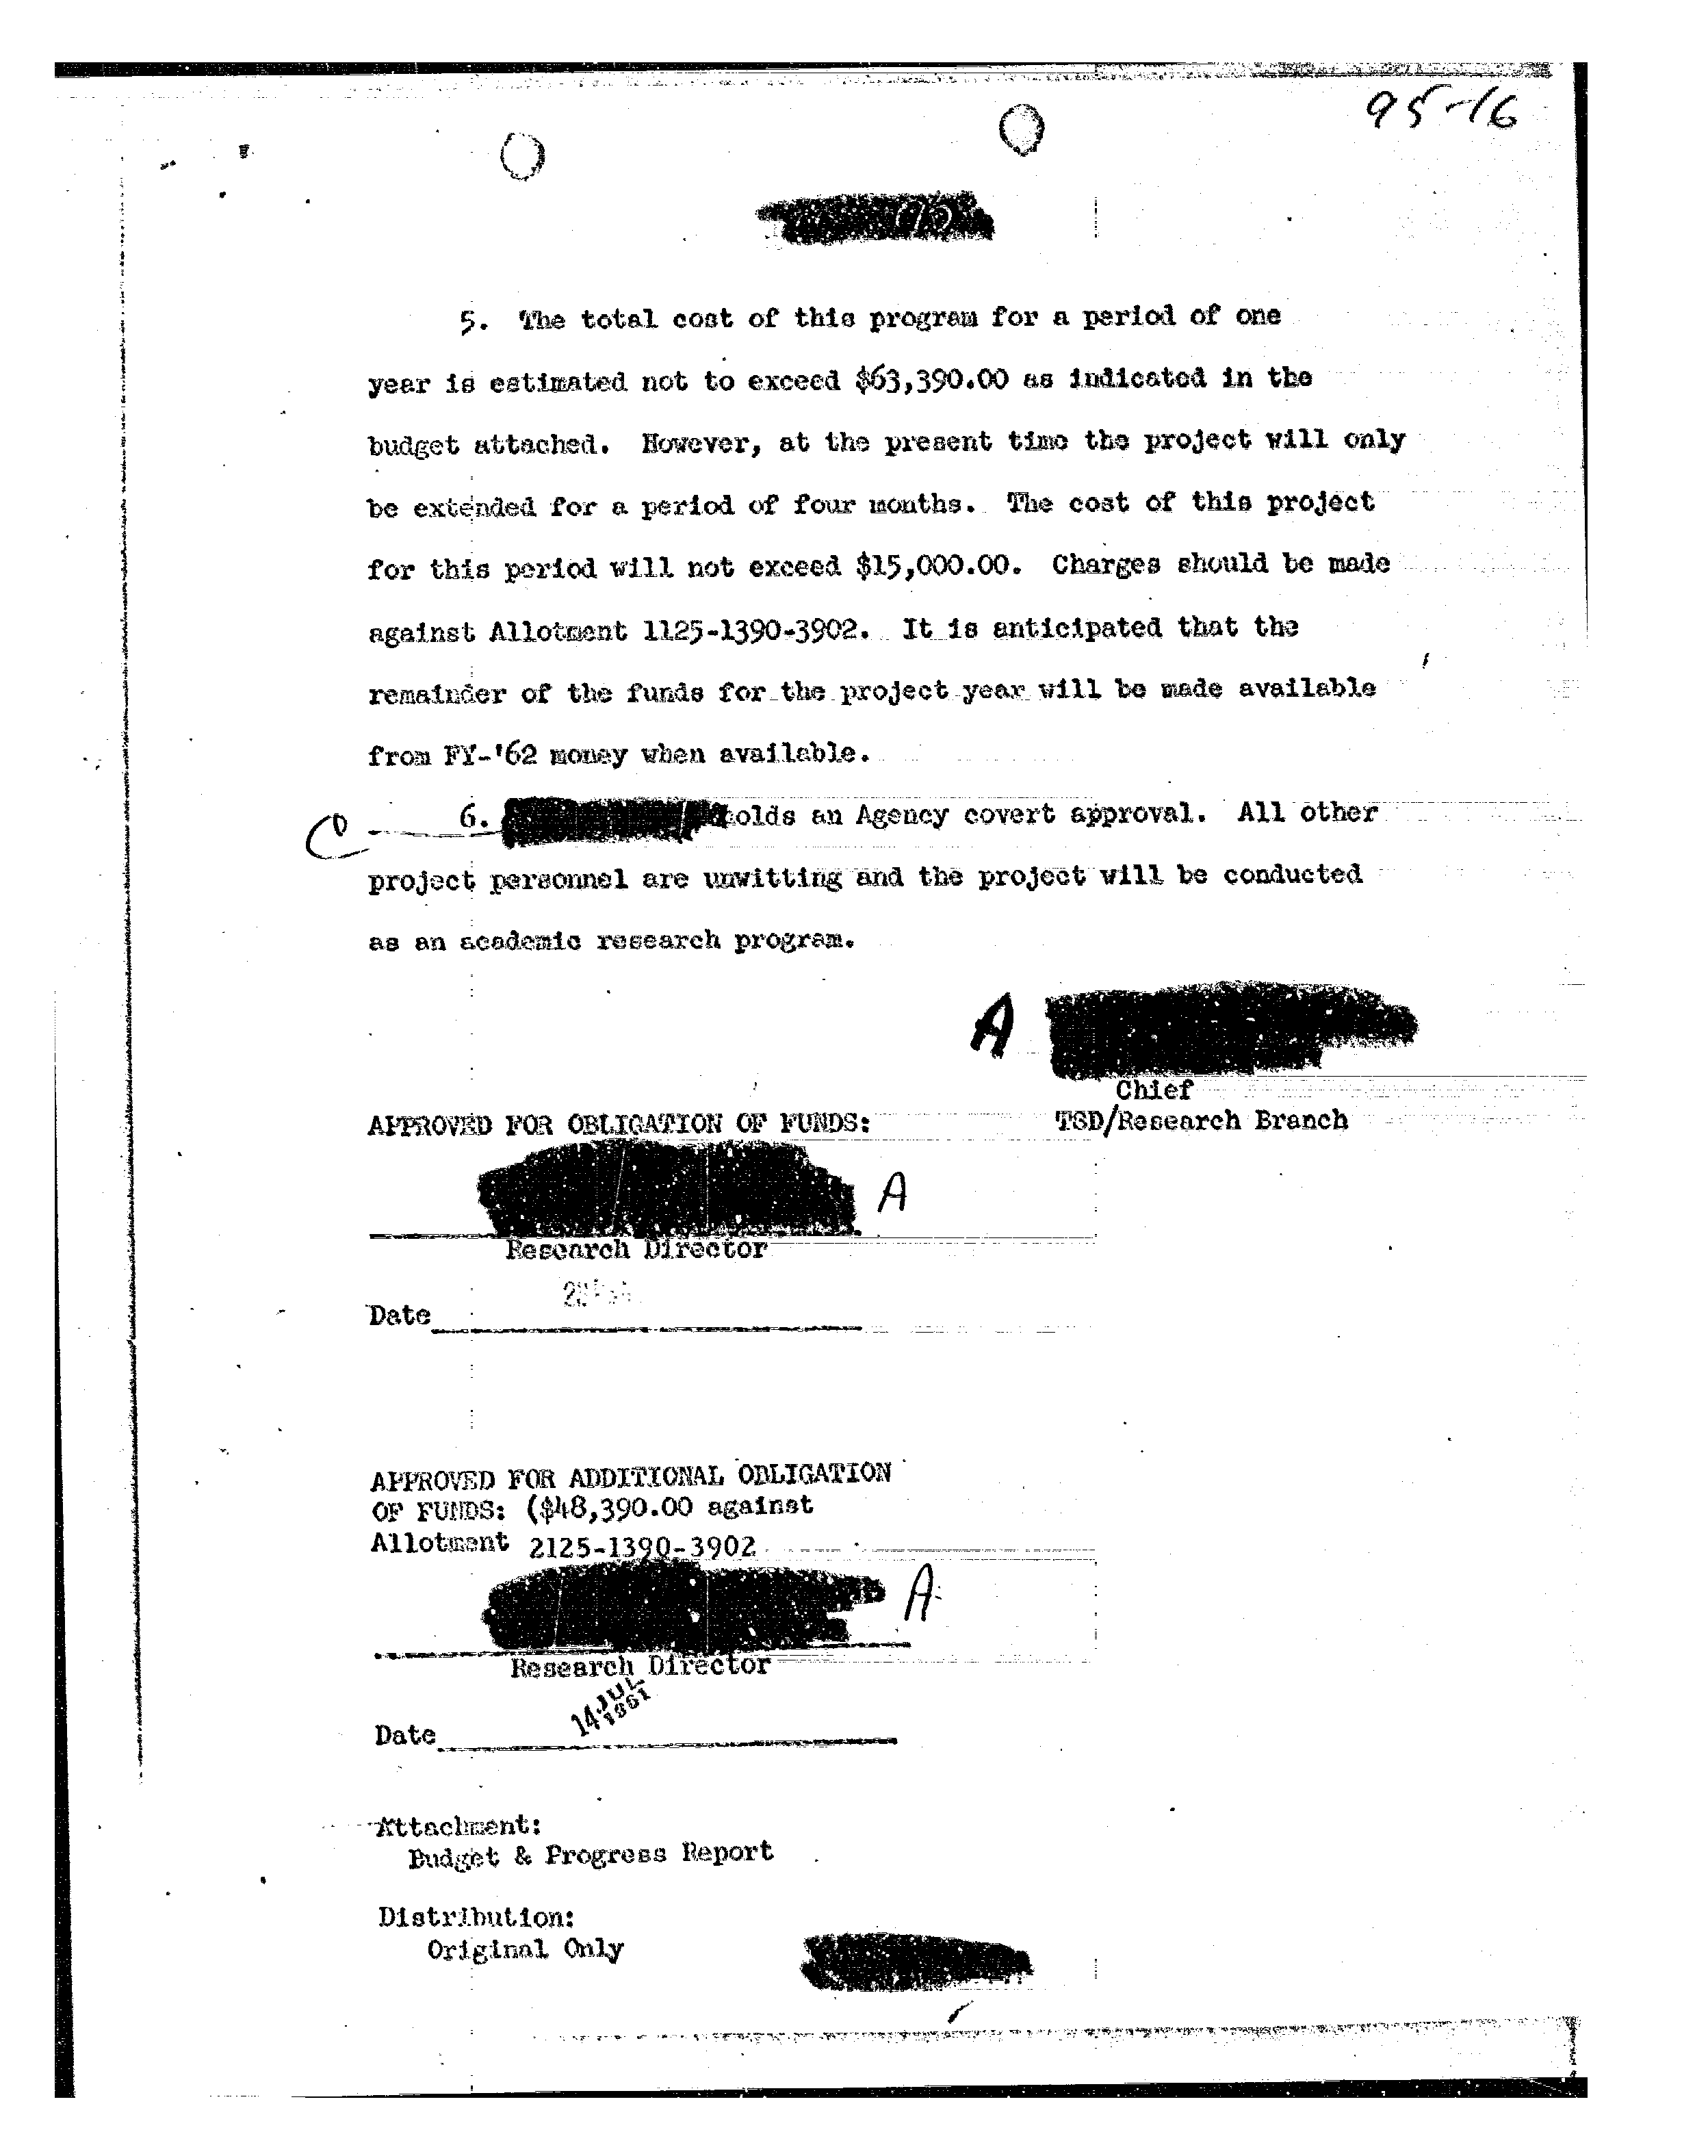 95-16
5. The total cost of this program for a period of one
year is estimated not to exceed $63,390.00 as indicated in the
budget attached. However, at the present time the project will only
be extended for a period of four months. The cost of this project
for this period will not exceed $15,000.00. Charges should be made
against Allotment 1125-1390-3902. It is anticipated that the
remainder of the funds for the project year will be made available
from FY-'62 money when available.
C 6. olds an Agency covert approval. All other
project personnel are unwitting and the project will be conducted
as an academic research program.
A
Chief
APPROVED FOR OBLIGATION OF FUNDS: TSD/Research Branch
A
Research Director
Date
APPROVED FOR ADDITIONAL OBLIGATION
OF FUNDS: ($48,390.00 against
Allotment 2125-1390-3902
A
Research Director
Date 14 JUL 1961
Attachment:
Budget & Progress Report
Distribution:
Original Only